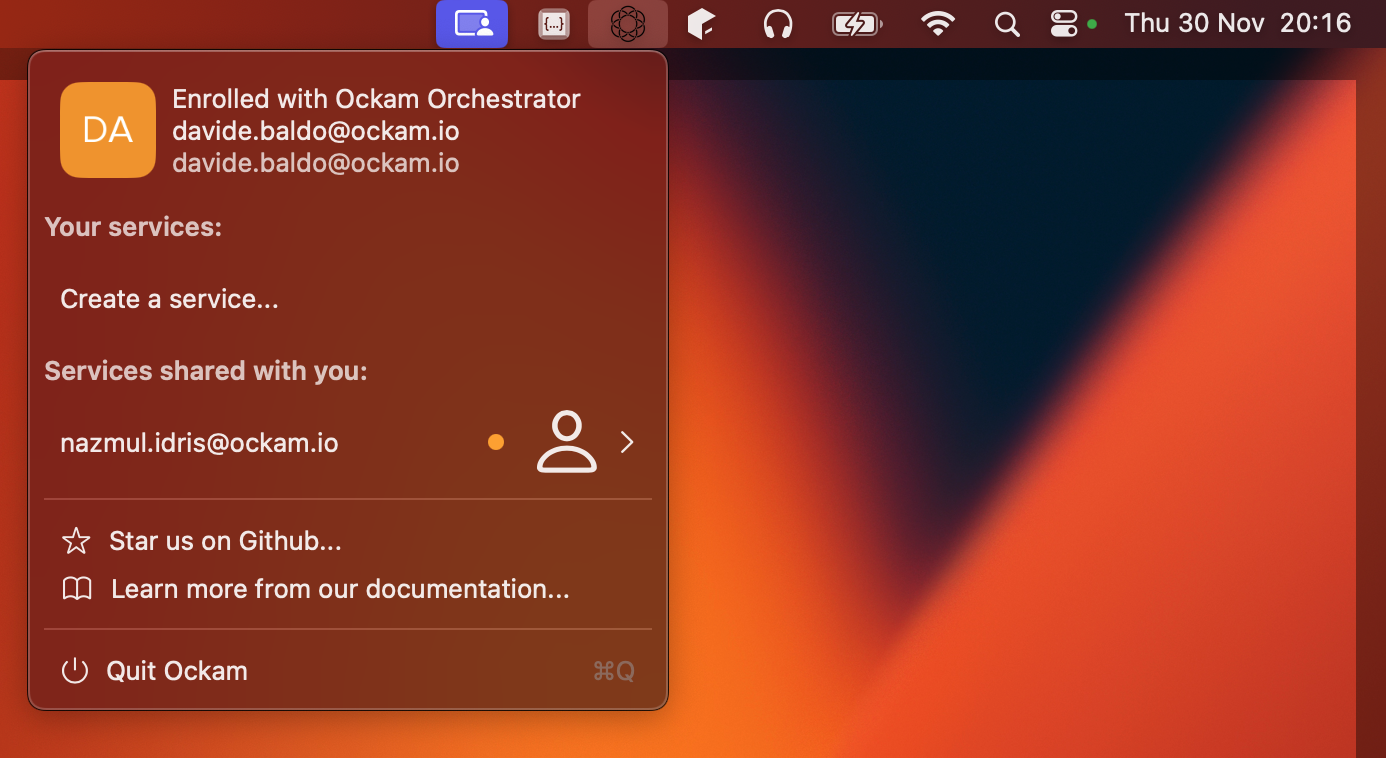 {...}
Thu 30 Nov 20:16
DA
Enrolled with Ockam Orchestrator
davide.baldo@ockam.io
davide.baldo@ockam.io
Your services:
Create a service...
Services shared with you:
nazmul.idris@ockam.io
Star us on Github...
Learn more from our documentation...
Quit Ockam ⌘Q